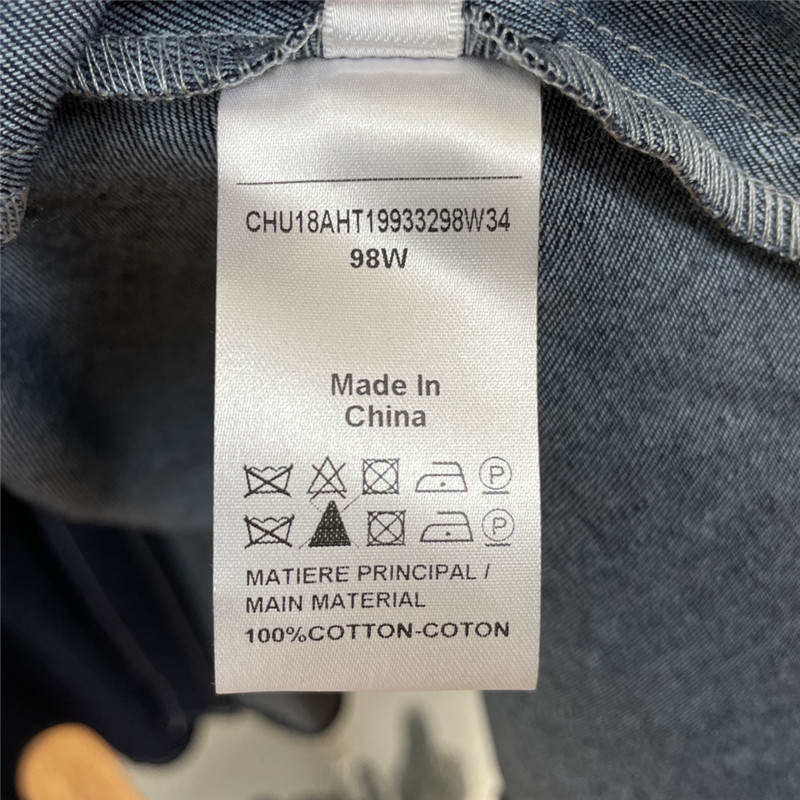 CHU18AHT19933298W34
98W
Made In
China
P
P
MATIERE PRINCIPAL /
MAIN MATERIAL
100%COTTON-COTON